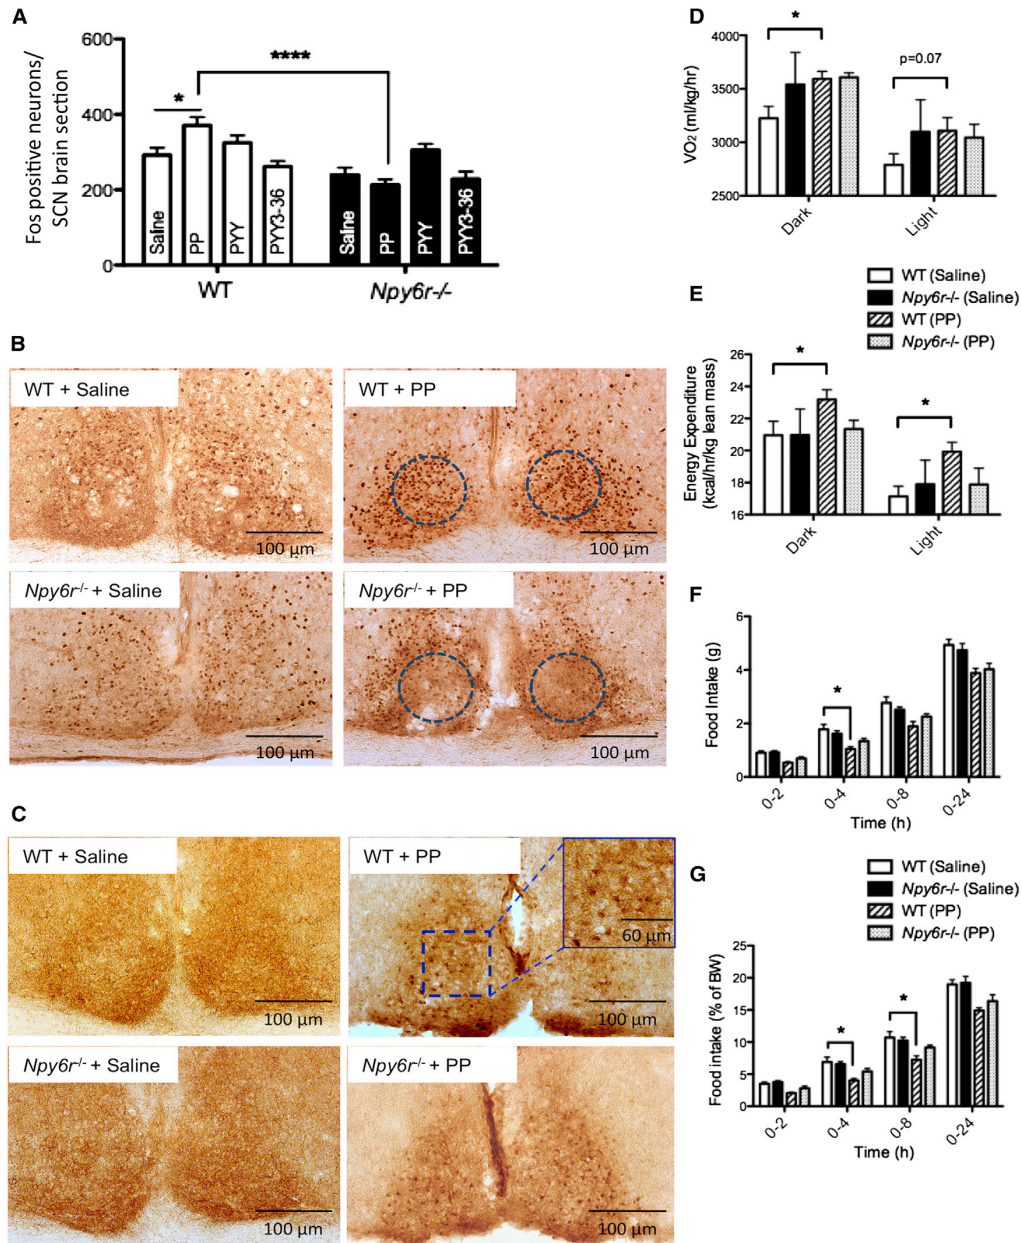 A
Fos positive neurons/
SCN brain section
600
400
200
0
*
****
Saline
PP
PYY
PYY3-36
Saline
PP
PYY
PYY3-36
WT
Npy6r-/-
B
WT + Saline
100 µm
WT + PP
100 µm
Npy6r-/- + Saline
100 µm
Npy6r-/- + PP
100 µm
C
WT + Saline
100 µm
WT + PP
60 µm
100 µm
Npy6r-/- + Saline
100 µm
Npy6r-/- + PP
100 µm
D
VO2 (ml/kg/hr)
4000
3500
3000
2500
*
p=0.07
Dark
Light
WT (Saline)
Npy6r-/- (Saline)
WT (PP)
Npy6r-/- (PP)
E
Energy Expenditure
(kcal/hr/kg lean mass)
26
24
22
20
18
16
*
*
Dark
Light
F
Food Intake (g)
6
4
2
0
*
0-2
0-4
0-8
0-24
Time (h)
G
WT (Saline)
Npy6r-/- (Saline)
WT (PP)
Npy6r-/- (PP)
Food intake (% of BW)
25
20
15
10
5
0
*
*
0-2
0-4
0-8
0-24
Time (h)